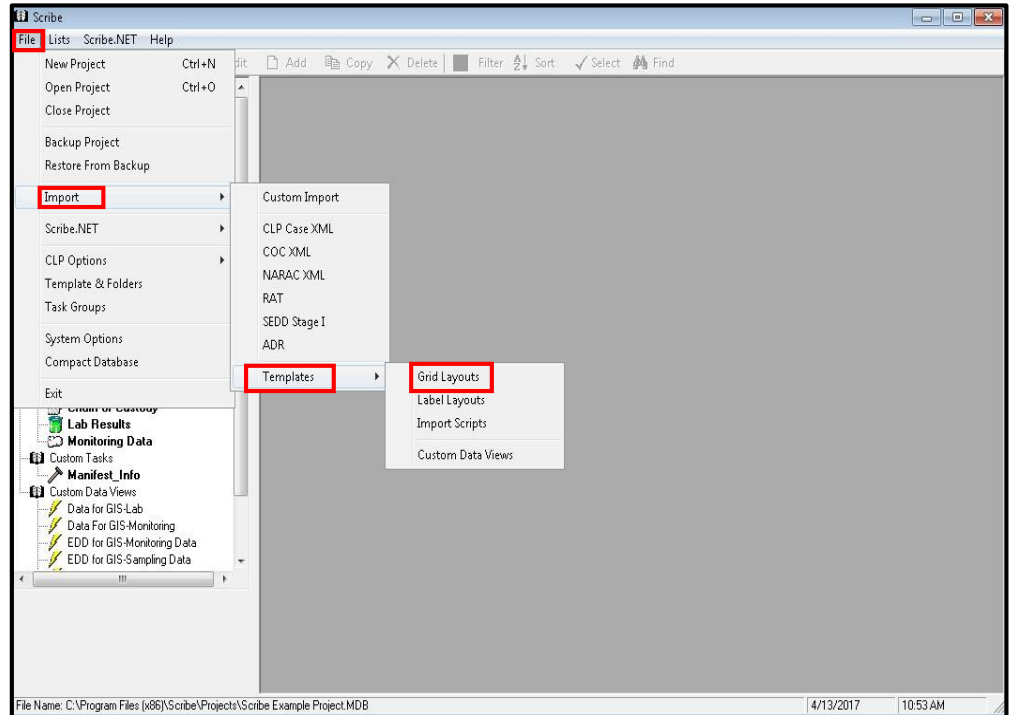 Scribe
File Lists Scribe.NET Help
Add Copy Delete Filter Sort Select Find
New Project Ctrl+N
Open Project Ctrl+O
Close Project
Backup Project
Restore From Backup
Import
Scribe.NET
CLP Options
Template & Folders
Task Groups
System Options
Compact Database
Exit
Custom Import
CLP Case XML
COC XML
NARAC XML
RAT
SEDD Stage I
ADR
Templates
Grid Layouts
Label Layouts
Import Scripts
Custom Data Views
Chain of Custody
Lab Results
Monitoring Data
Custom Tasks
Manifest_Info
Custom Data Views
Data for GIS-Lab
Data For GIS-Monitoring
EDD for GIS-Monitoring Data
EDD for GIS-Sampling Data
File Name: C:\Program Files (x86)\Scribe\Projects\Scribe Example Project.MDB 4/13/2017 10:53 AM